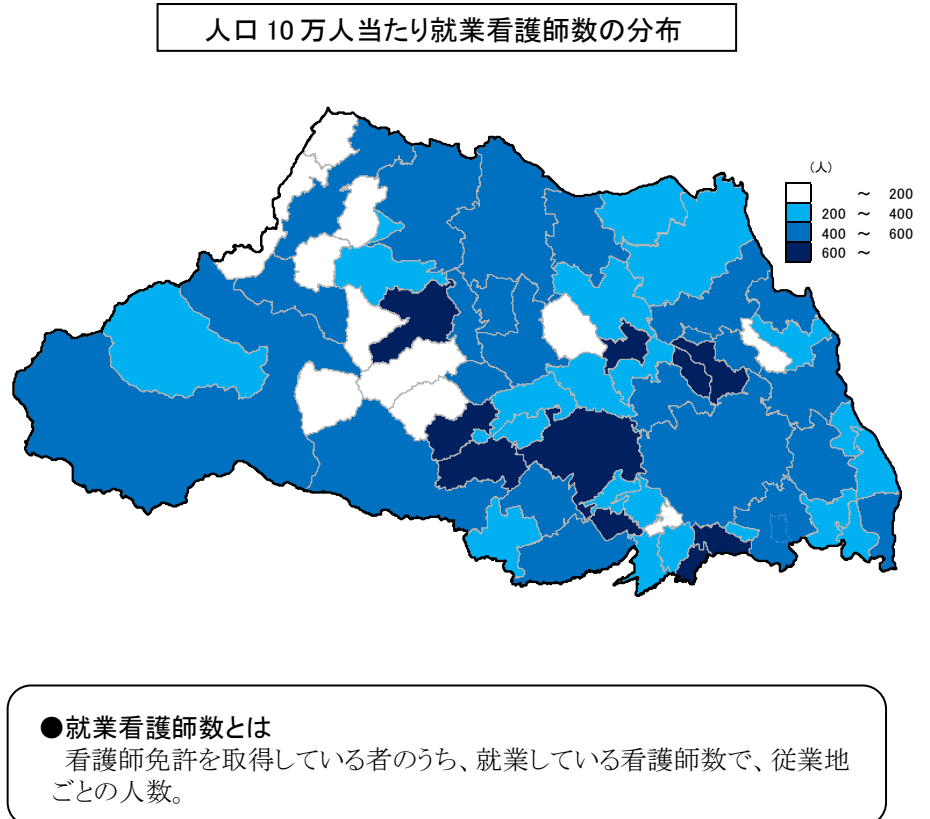 人口 10 万人当たり就業看護師数の分布
(人)
～ 200
200 ～ 400
400 ～ 600
600 ～
●就業看護師数とは
看護師免許を取得している者のうち、就業している看護師数で、従業地
ごとの人数。